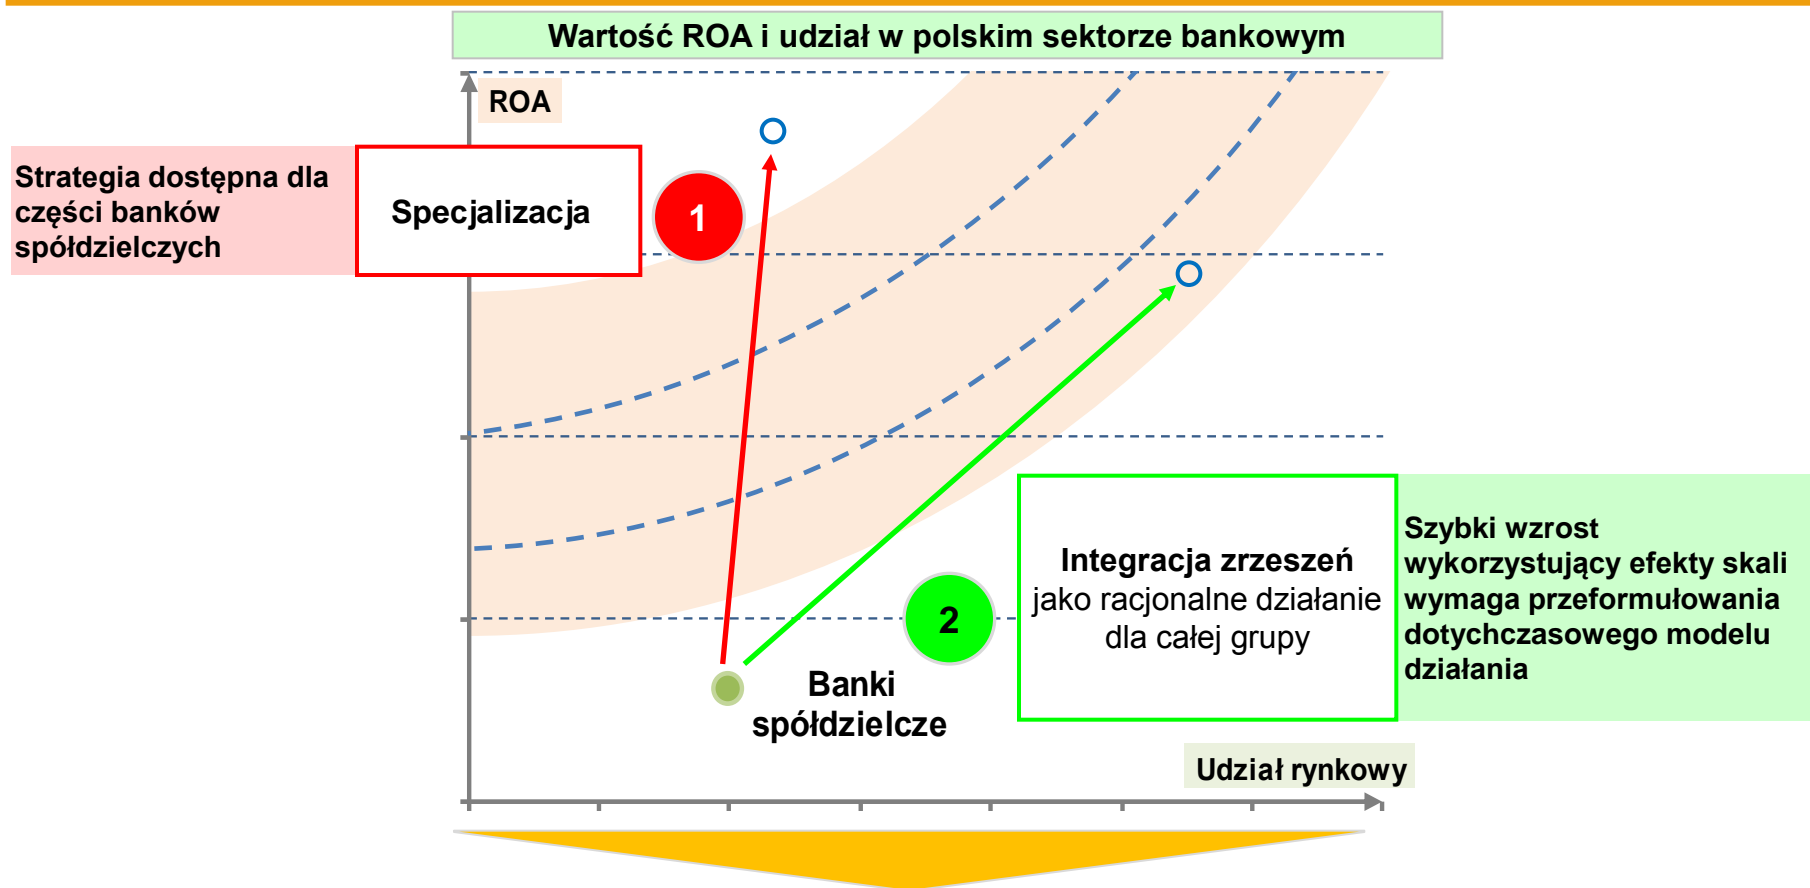 Wartość ROA i udział w polskim sektorze bankowym
ROA
Strategia dostępna dla
części banków
spółdzielczych
Specjalizacja
1
2
Integracja zrzeszeń
jako racjonalne działanie
dla całej grupy
Szybki wzrost
wykorzystujący efekty skali
wymaga przeformułowania
dotychczasowego modelu
działania
Banki
spółdzielcze
Udział rynkowy